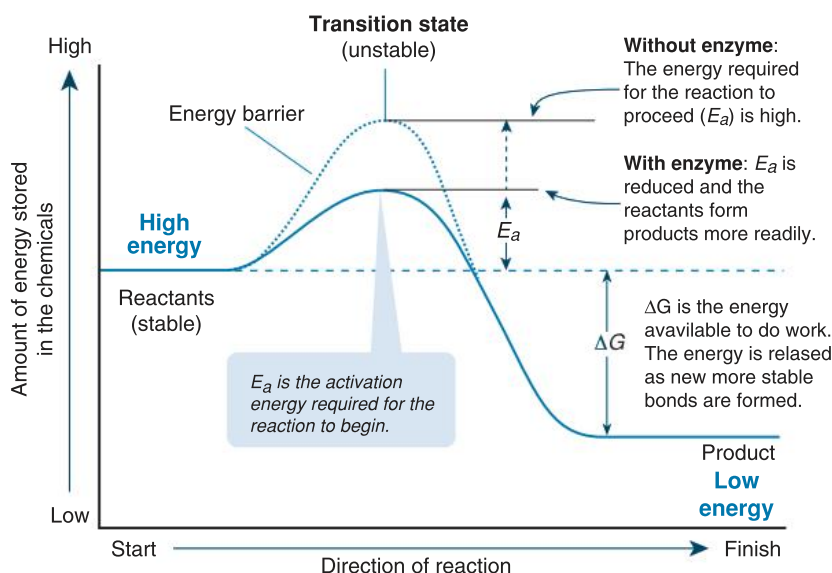 Transition state
(unstable)
High
Energy barrier
Without enzyme:
The energy required
for the reaction to
proceed (Ea) is high.
With enzyme: Ea is
reduced and the
reactants form
products more readily.
Amount of energy stored
in the chemicals
High
energy
Reactants
(stable)
Ea
ΔG
ΔG is the energy
avavilable to do work.
The energy is relased
as new more stable
bonds are formed.
Ea is the activation
energy required for the
reaction to begin.
Product
Low
energy
Low
Start
Direction of reaction
Finish